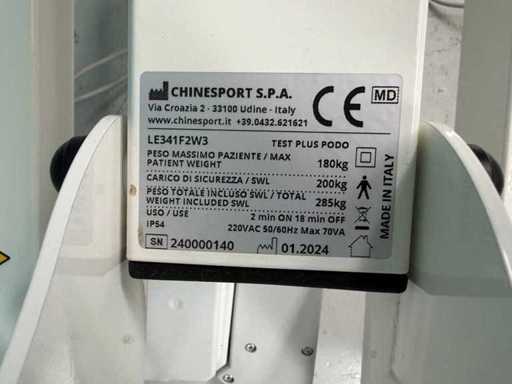 CHINESPORT S.P.A.
Via Croazia 2 - 33100 Udine - Italy
www.chinesport.it +39.0432.621621
CE
MD
LE341F2W3 TEST PLUS PODO
PESO MASSIMO PAZIENTE / MAX
PATIENT WEIGHT 180kg
CARICO DI SICUREZZA / SWL 200kg
PESO TOTALE INCLUSO SWL / TOTAL
WEIGHT INCLUDED SWL 285kg
USO / USE 2 min ON 18 min OFF
IP54 220VAC 50/60Hz Max 70VA
SN 240000140 01.2024
MADE IN ITALY